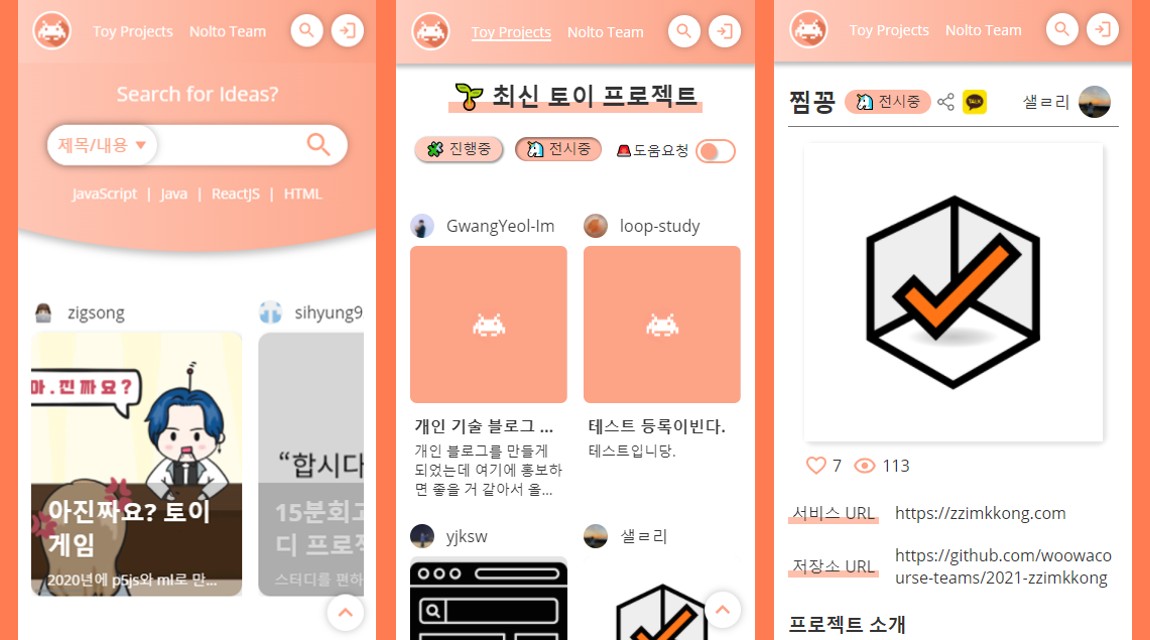 Toy Projects Nolto Team
Search for Ideas?
제목/내용
JavaScript | Java | ReactJS | HTML
zigsong
sihyung9
아.진짜요?
아진짜요? 토이
게임
2020년에 p5js와 ml로 만...
“합시다
15분회고
디 프로젝
스터디를 편하
Toy Projects Nolto Team
최신 토이 프로젝트
진행중
전시중
도움요청
GwangYeol-Im
loop-study
개인 기술 블로그 ...
개인 블로그를 만들게
되었는데 여기에 홍보하
면 좋을 거 같아서 올...
테스트 등록이빈다.
테스트입니당.
yjksw
샐ㄹ리
Toy Projects Nolto Team
찜꽁
전시중
TALK
샐ㄹ리
7
113
서비스 URL
https://zzimkkong.com
저장소 URL
https://github.com/woowaco
urse-teams/2021-zzimkkong
프로젝트 소개